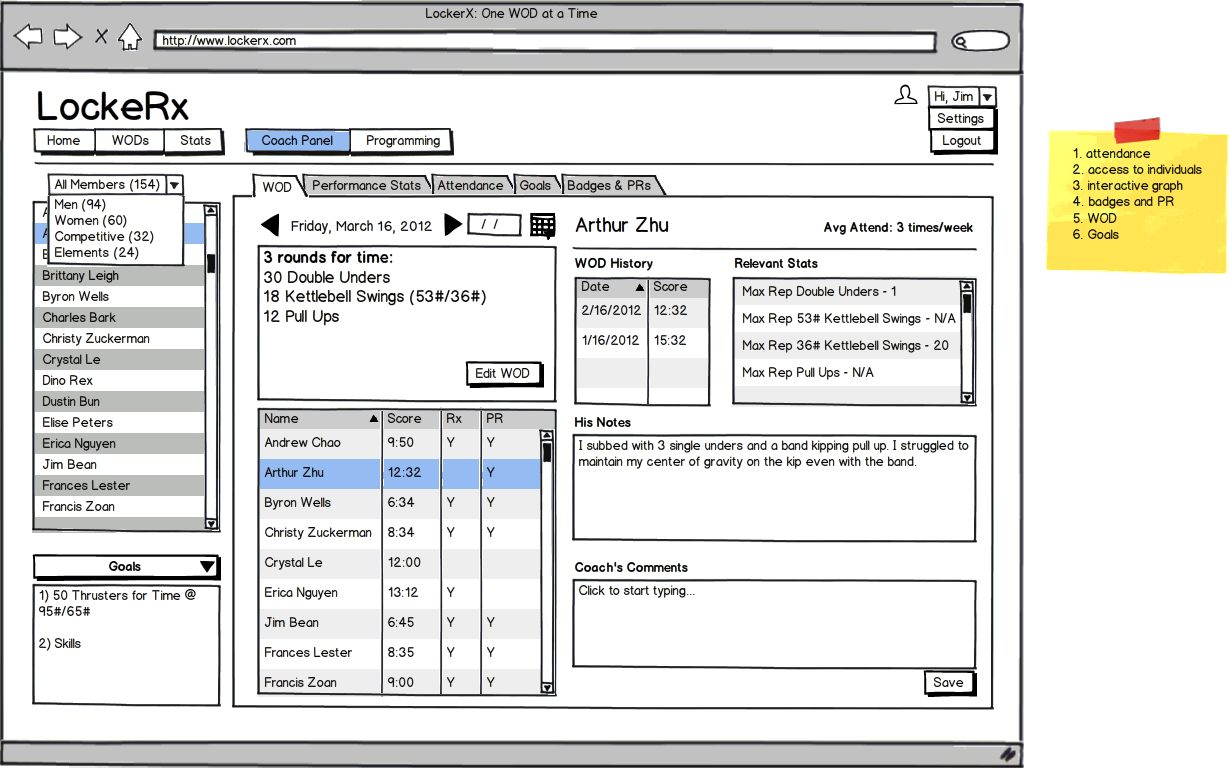 LockerX: One WOD at a Time
http://www.lockerx.com
LockeRx
Hi, Jim
Settings
Logout
Home
WODs
Stats
Coach Panel
Programming
All Members (154)
Men (94)
Women (60)
Competitive (32)
Elements (24)
Brittany Leigh
Byron Wells
Charles Bark
Christy Zuckerman
Crystal Le
Dino Rex
Dustin Bun
Elise Peters
Erica Nguyen
Jim Bean
Frances Lester
Francis Zoan
Goals
1) 50 Thrusters for Time @
95#/65#
2) Skills
WOD
Performance Stats
Attendance
Goals
Badges & PRs
Friday, March 16, 2012
/ /
3 rounds for time:
30 Double Unders
18 Kettlebell Swings (53#/36#)
12 Pull Ups
Edit WOD
Name Score Rx PR
Andrew Chao 9:50 Y Y
Arthur Zhu 12:32 Y
Byron Wells 6:34 Y Y
Christy Zuckerman 8:34 Y Y
Crystal Le 12:00
Erica Nguyen 13:12 Y
Jim Bean 6:45 Y Y
Frances Lester 8:35 Y Y
Francis Zoan 9:00 Y Y
Arthur Zhu
Avg Attend: 3 times/week
WOD History
Date Score
2/16/2012 12:32
1/16/2012 15:32
Relevant Stats
Max Rep Double Unders - 1
Max Rep 53# Kettlebell Swings - N/A
Max Rep 36# Kettlebell Swings - 20
Max Rep Pull Ups - N/A
His Notes
I subbed with 3 single unders and a band kipping pull up. I struggled to
maintain my center of gravity on the kip even with the band.
Coach's Comments
Click to start typing...
Save
1. attendance
2. access to individuals
3. interactive graph
4. badges and PR
5. WOD
6. Goals